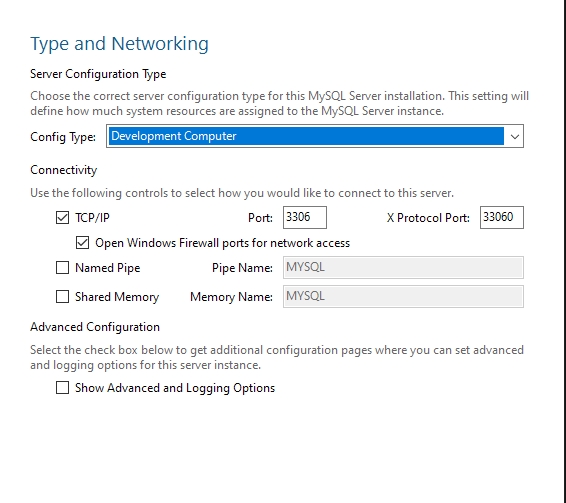 Type and Networking
Server Configuration Type
Choose the correct server configuration type for this MySQL Server installation. This setting will
define how much system resources are assigned to the MySQL Server instance.
Config Type: Development Computer
Connectivity
Use the following controls to select how you would like to connect to this server.
TCP/IP Port: 3306 X Protocol Port: 33060
Open Windows Firewall ports for network access
Named Pipe Pipe Name: MYSQL
Shared Memory Memory Name: MYSQL
Advanced Configuration
Select the check box below to get additional configuration pages where you can set advanced
and logging options for this server instance.
Show Advanced and Logging Options